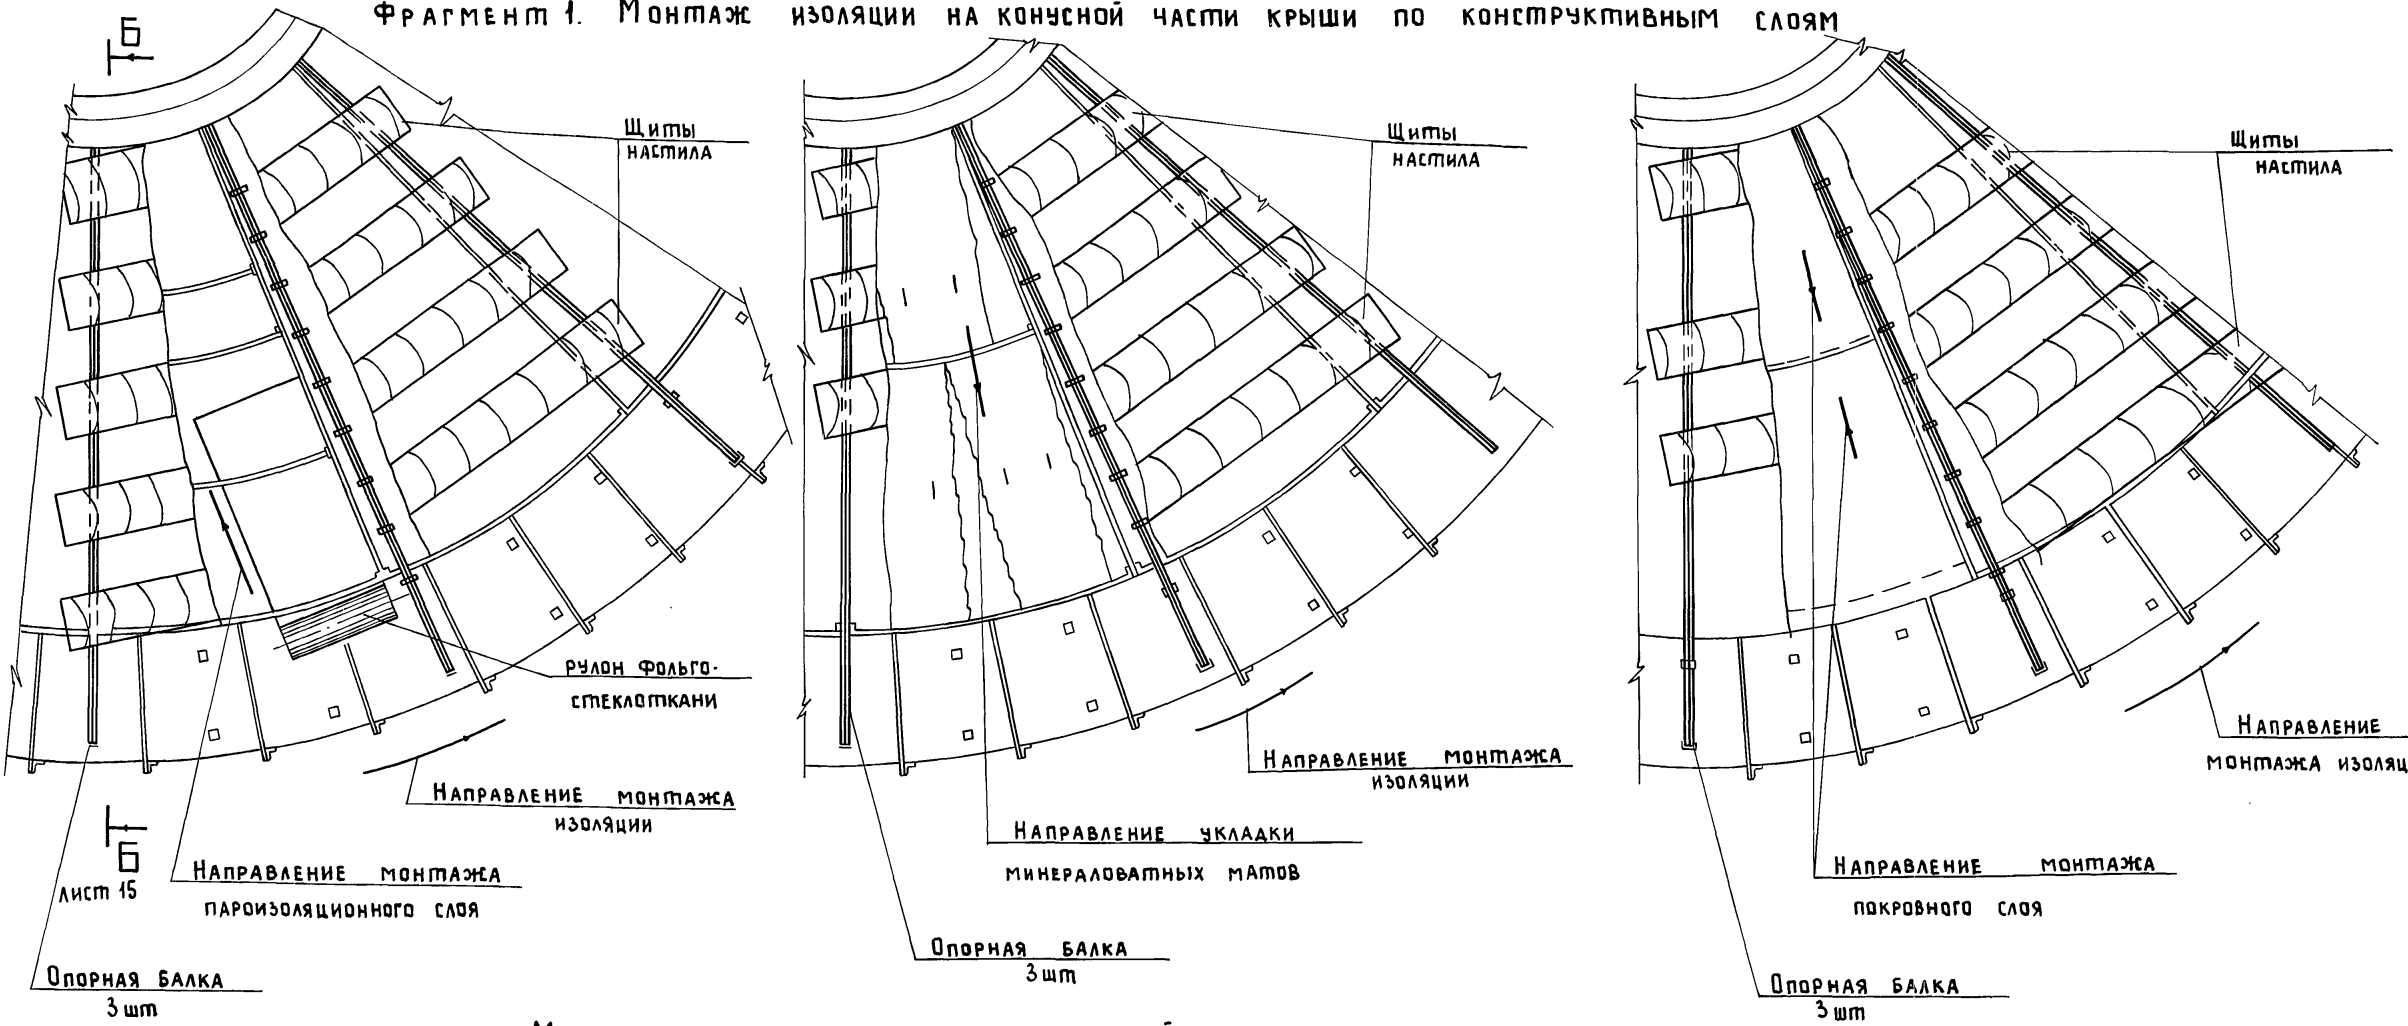 Фрагмент 1. Монтаж изоляции на конусной части крыши по конструктивным слоям
Б
Щиты
настила
рулон фольго-
стеклоткани
Направление монтажа
изоляции
Б
лист 15
Направление монтажа
пароизоляционного слоя
Опорная балка
3 шт
Щиты
настила
Направление монтажа
изоляции
Направление укладки
минераловатных матов
Опорная балка
3 шт
Щиты
настила
Направление
монтажа изоляц
Направление монтажа
покровного слоя
Опорная балка
3 шт